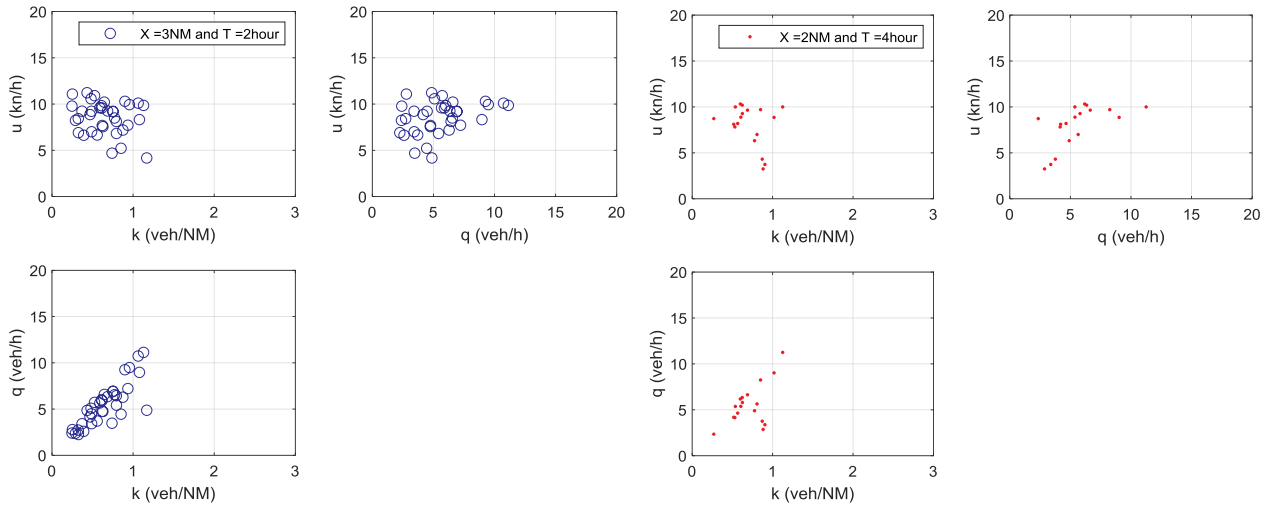 20
15
10
5
0
u (kn/h)
X =3NM and T =2hour
0 1 2 3
k (veh/NM)
20
15
10
5
0
u (kn/h)
0 5 10 15 20
q (veh/h)
20
15
10
5
0
u (kn/h)
X =2NM and T =4hour
0 1 2 3
k (veh/NM)
20
15
10
5
0
u (kn/h)
0 5 10 15 20
q (veh/h)
20
15
10
5
0
q (veh/h)
0 1 2 3
k (veh/NM)
20
15
10
5
0
q (veh/h)
0 1 2 3
k (veh/NM)